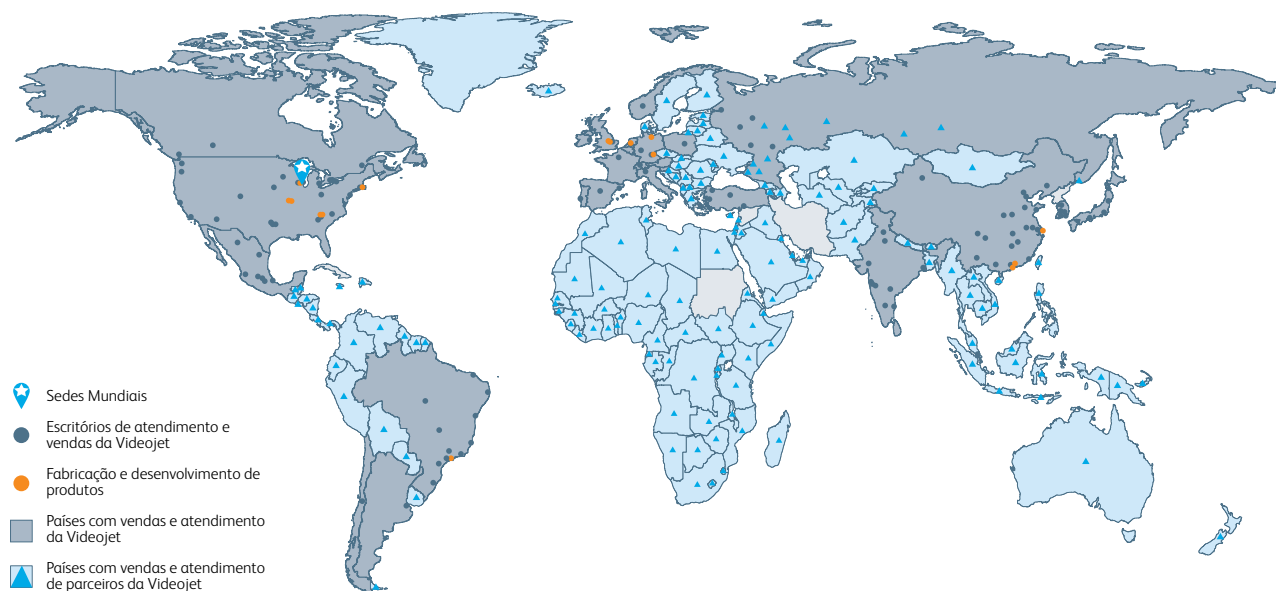 Sedes Mundiais
Escritórios de atendimento e
vendas da Videojet
Fabricação e desenvolvimento de
produtos
Países com vendas e atendimento
da Videojet
Países com vendas e atendimento
de parceiros da Videojet